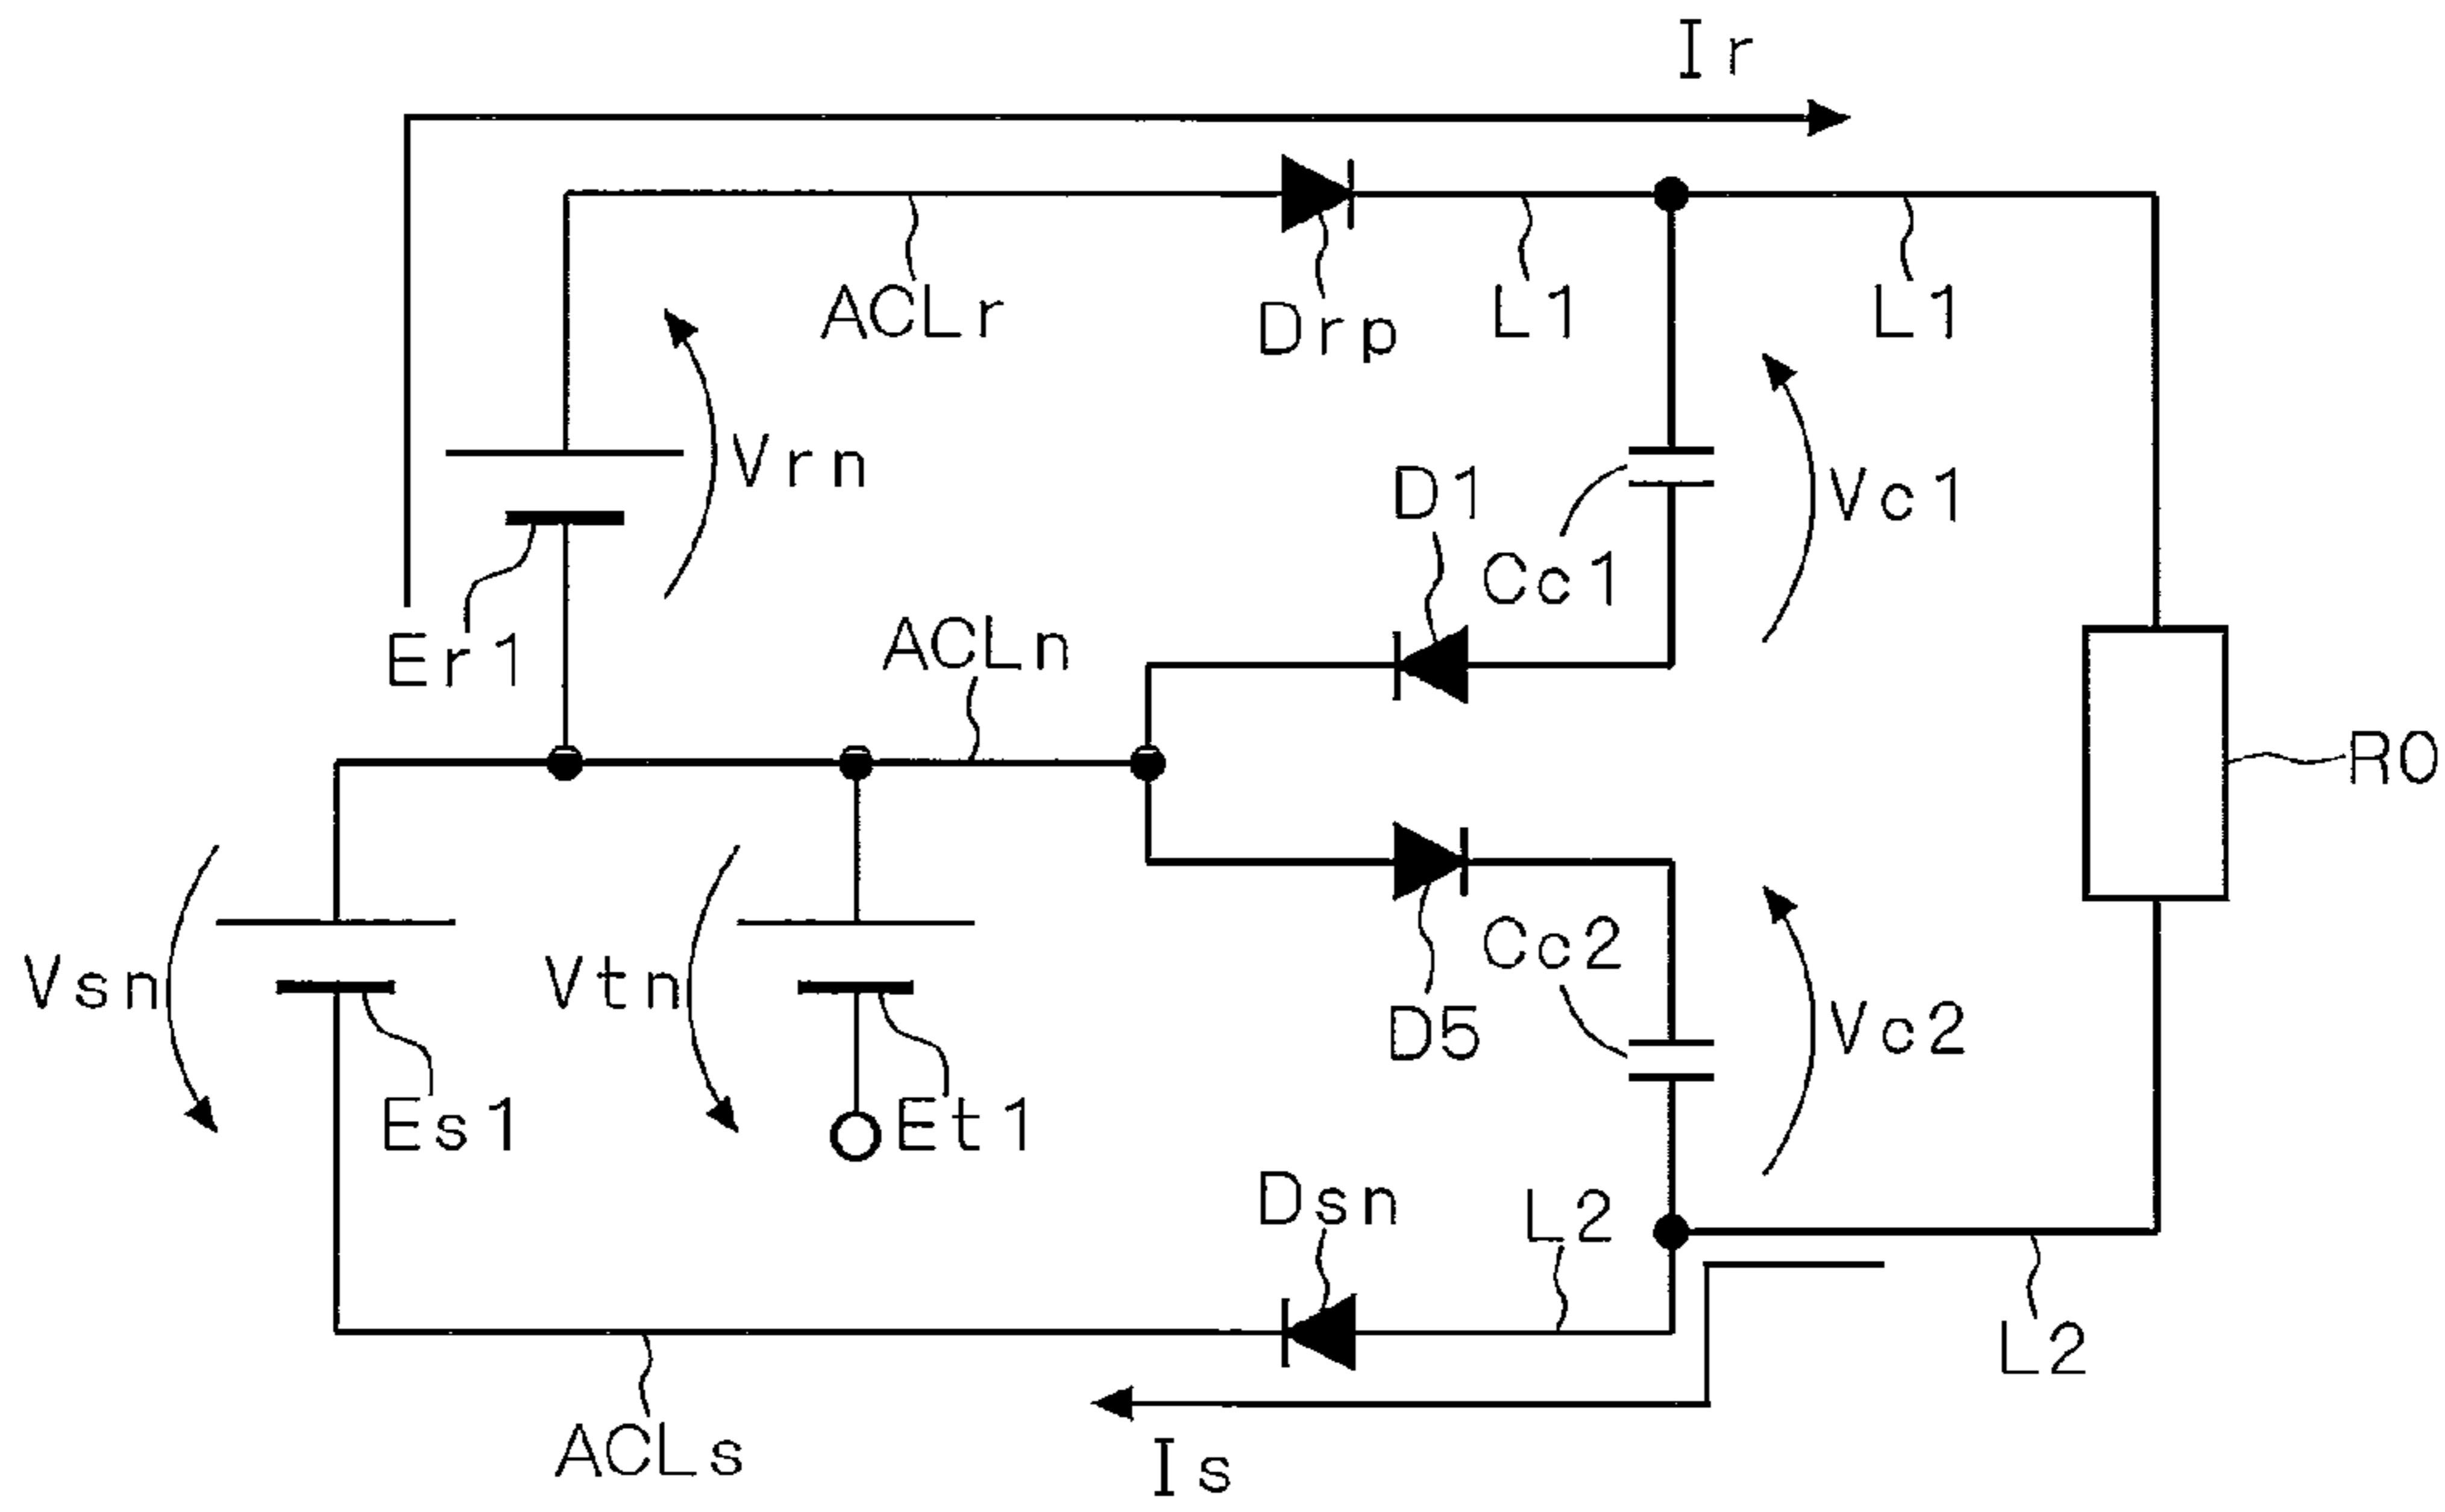 Ir
ACLr
Drp
L1
L1
Vrn
D1
Vc1
Cc1
Er1
ACLn
R0
Vsn
Vtn
Cc2
D5
Vc2
Es1
Et1
Dsn
L2
L2
ACLs
Is